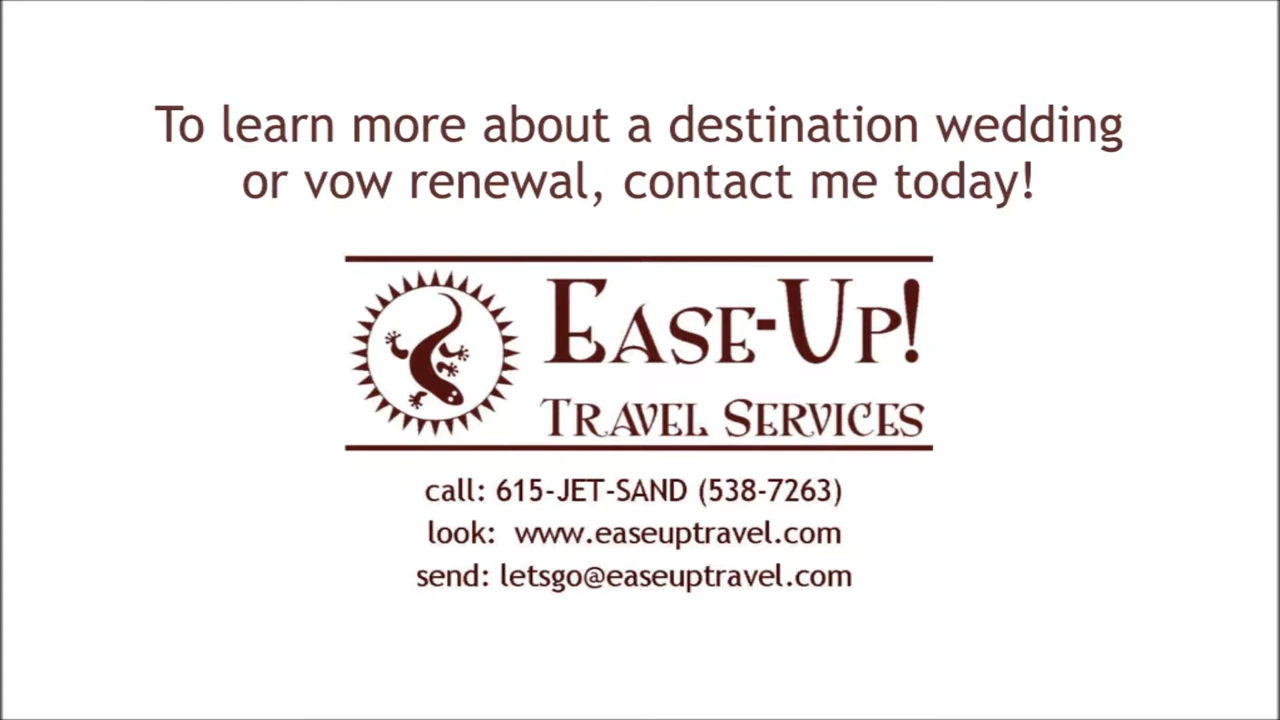 To learn more about a destination wedding
or vow renewal, contact me today!
EASE-UP!
TRAVEL SERVICES
call: 615-JET-SAND (538-7263)
look: www.easeuptravel.com
send: letsgo@easeuptravel.com